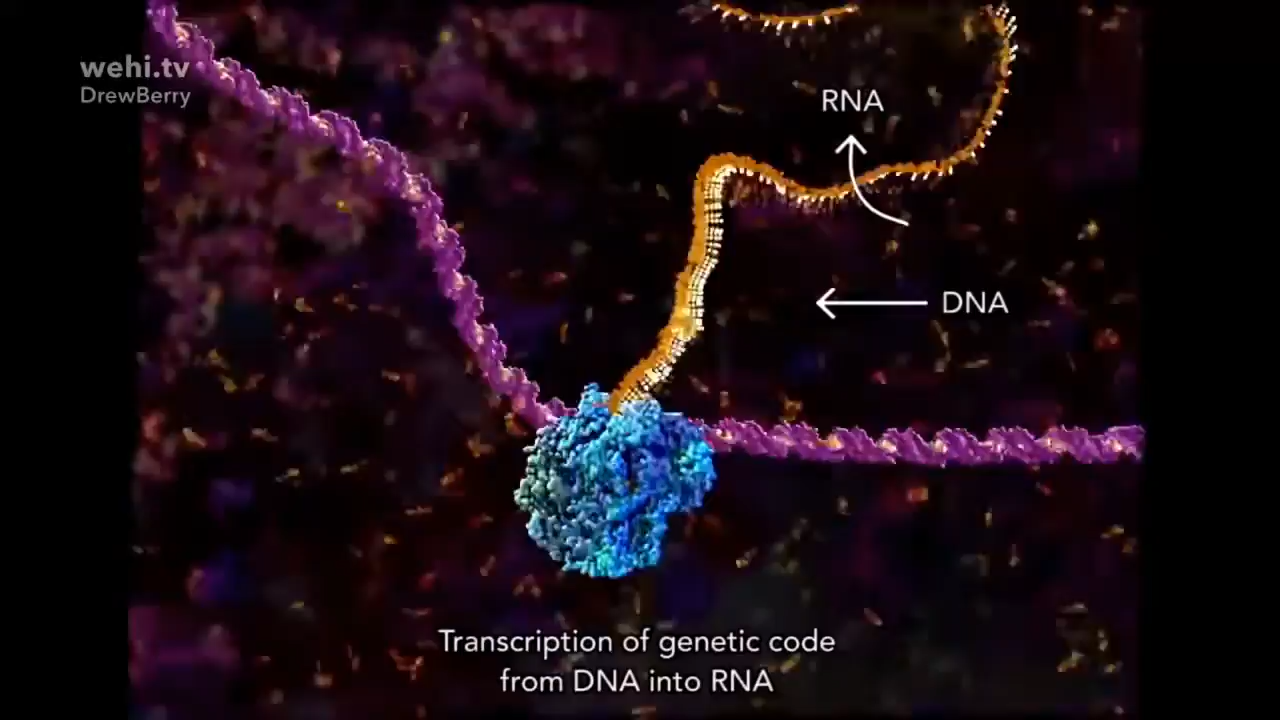 wehi.tv
DrewBerry
RNA
DNA
Transcription of genetic code
from DNA into RNA